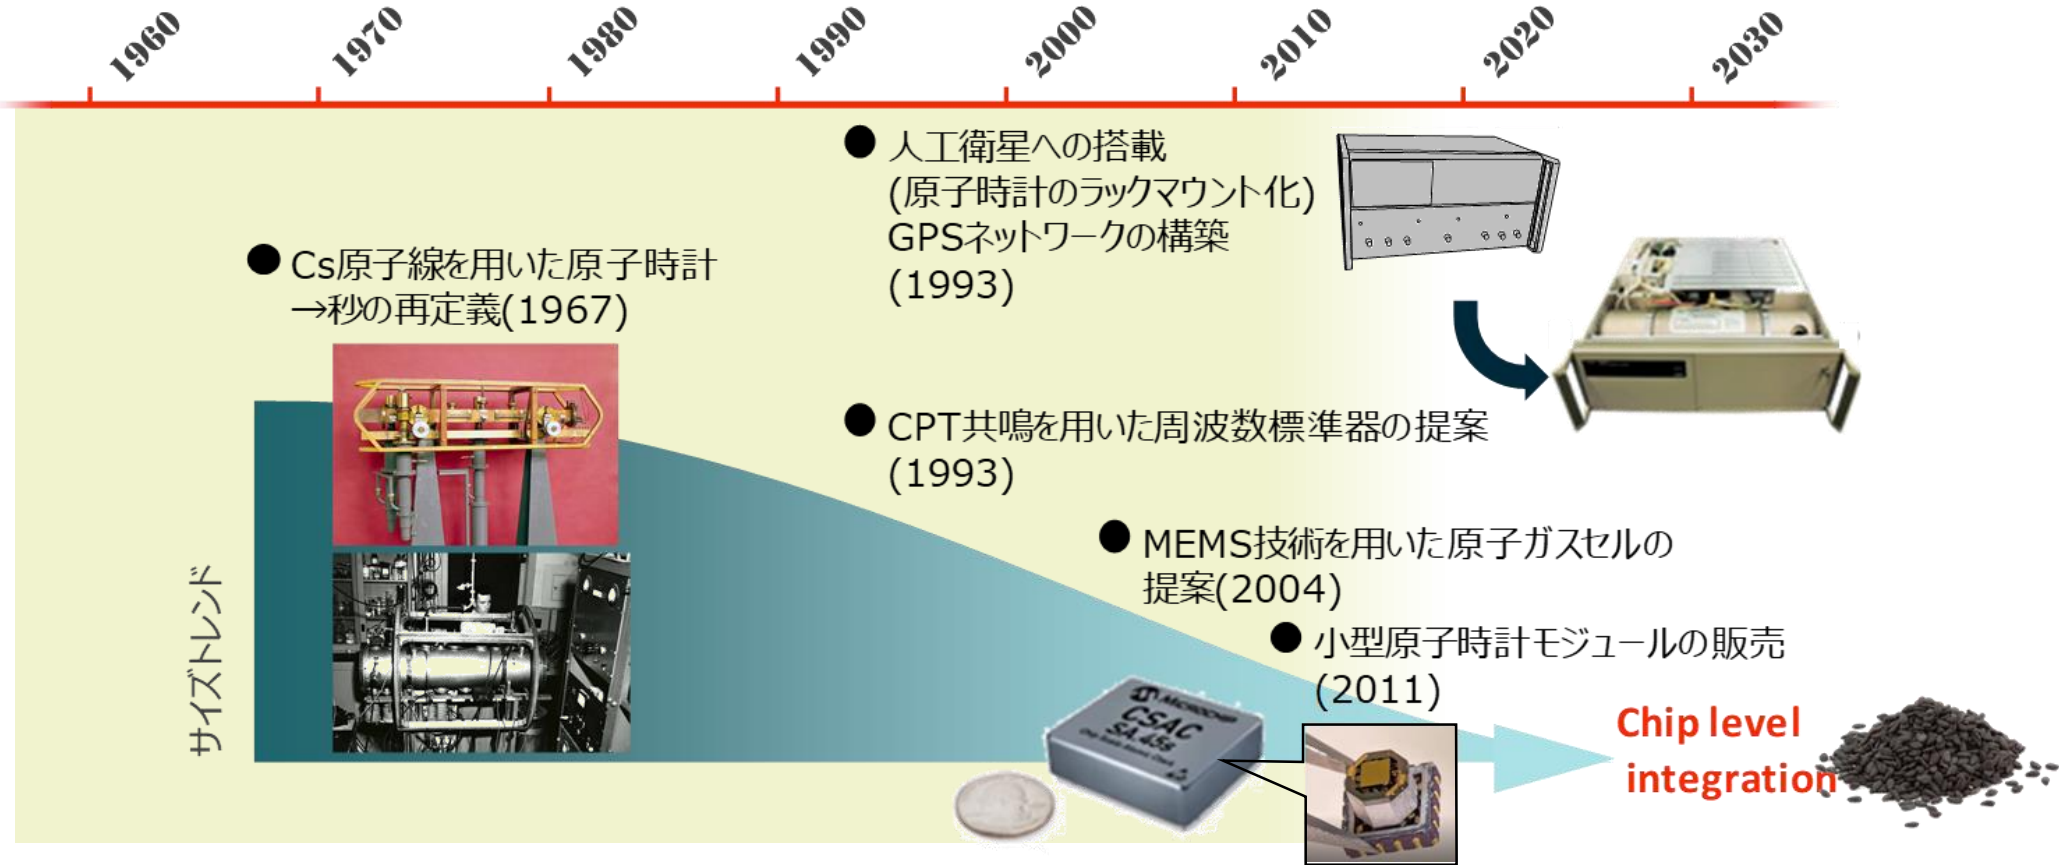 1960
1970
1980
1990
2000
2010
2020
2030
●人工衛星への搭載
(原子時計のラックマウント化)
GPSネットワークの構築
(1993)
●Cs原子線を用いた原子時計
→秒の再定義(1967)
●CPT共鳴を用いた周波数標準器の提案
(1993)
●MEMS技術を用いた原子ガスセルの
提案(2004)
●小型原子時計モジュールの販売
(2011)
サイズトレンド
MICROCHIP
CSAC
SA.45s
Chip Scale Atomic Clock
Chip level
integration